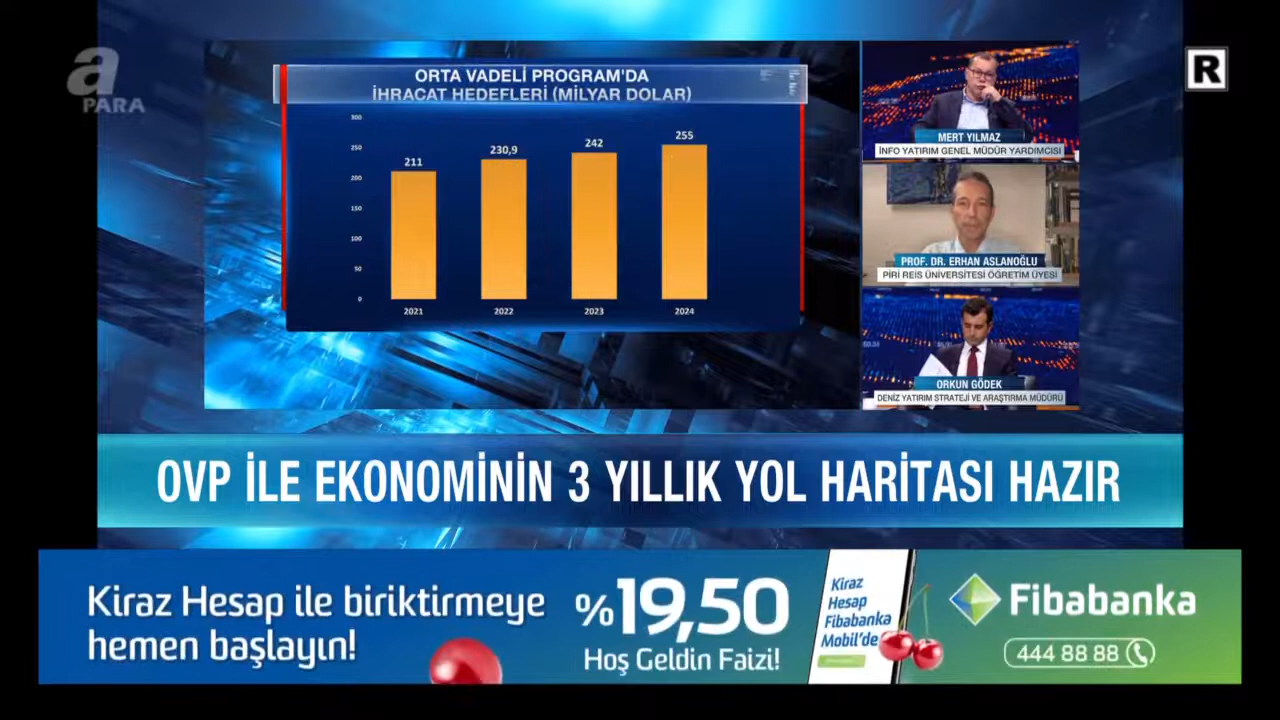 a
PARA
R
ORTA VADELİ PROGRAM'DA
İHRACAT HEDEFLERİ (MİLYAR DOLAR)
300
250
200
150
100
50
0
211
230,9
242
255
2021
2022
2023
2024
MERT YILMAZ
İNFO YATIRIM GENEL MÜDÜR YARDIMCISI
PROF. DR. ERHAN ASLANOĞLU
PİRİ REİS ÜNİVERSİTESİ ÖĞRETİM ÜYESİ
ORKUN GÖDEK
DENİZ YATIRIM STRATEJİ VE ARAŞTIRMA MÜDÜRÜ
OVP İLE EKONOMİNİN 3 YILLIK YOL HARİTASI HAZIR
Kiraz Hesap ile biriktirmeye
hemen başlayın!
%19,50
Hoş Geldin Faizi!
Kiraz
Hesap
Fibabanka
Mobil'de
Fibabanka
444 88 88